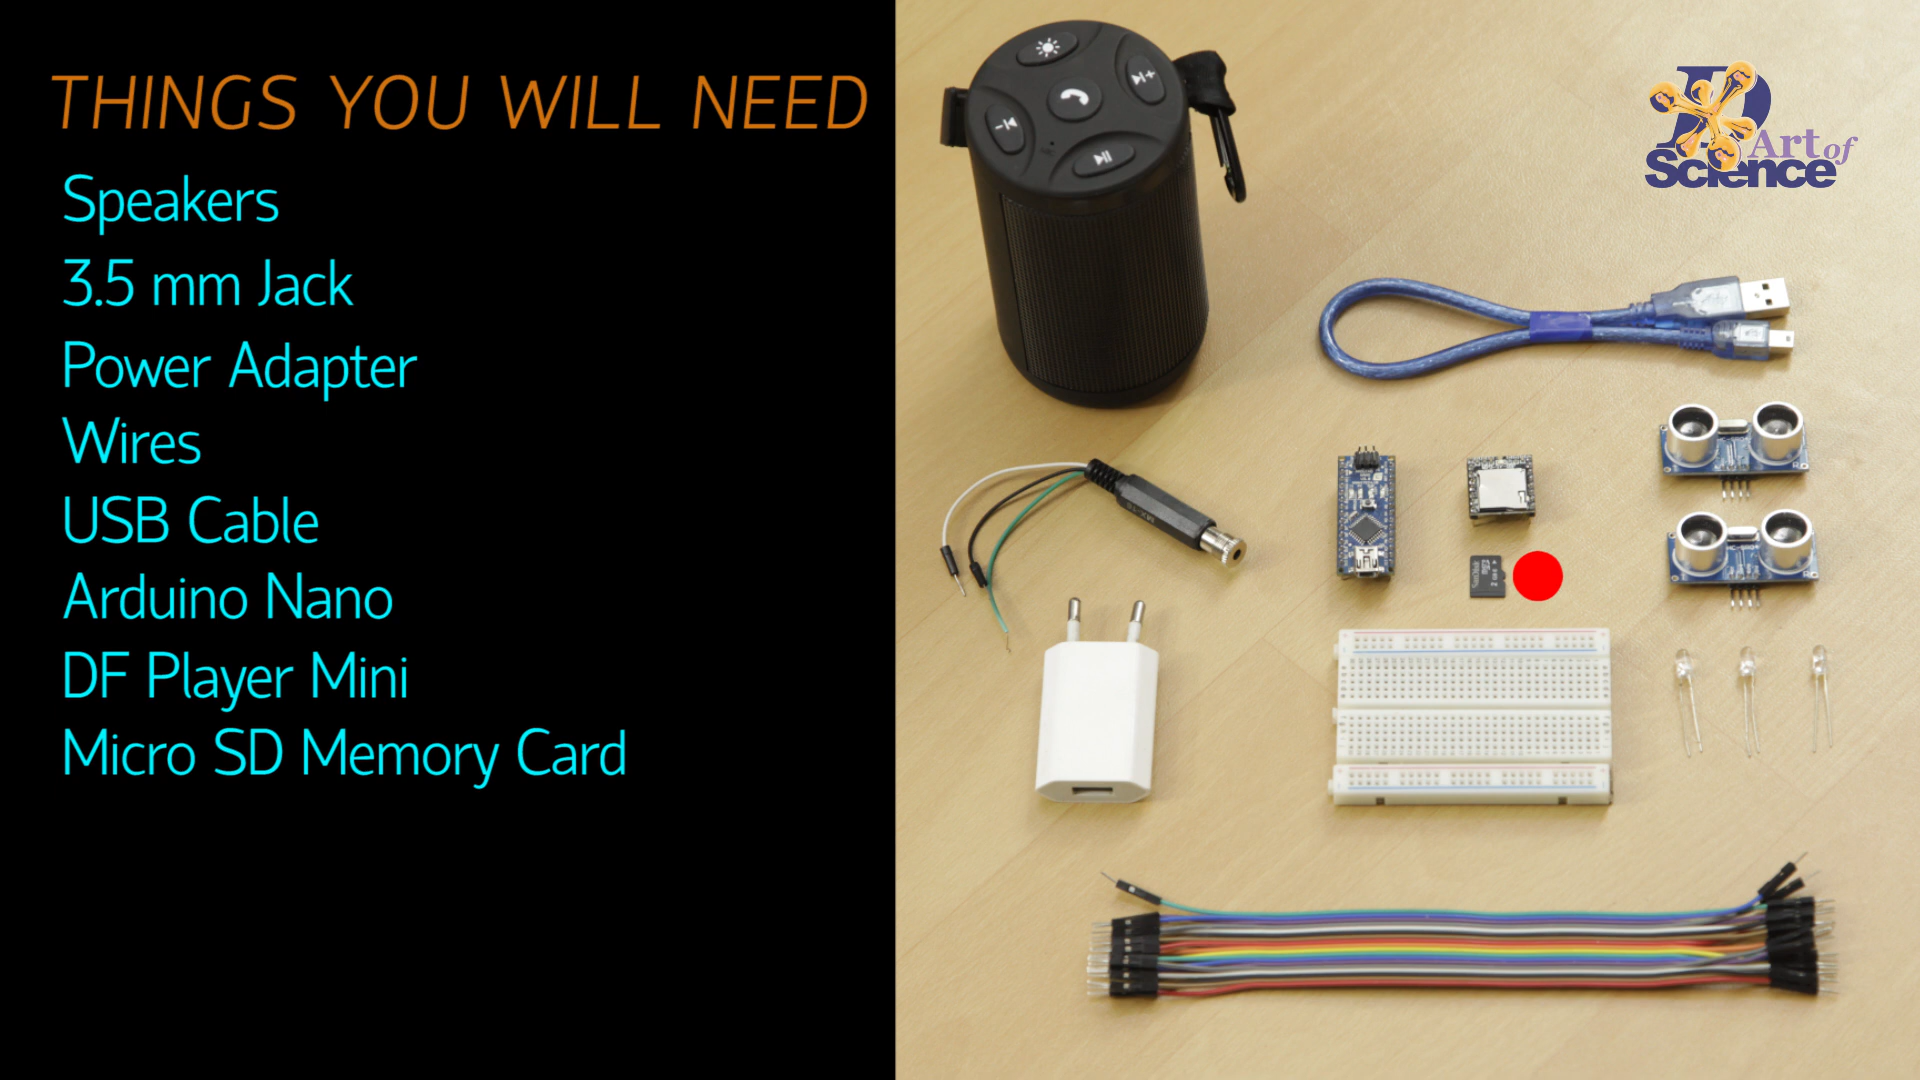 THINGS YOU WILL NEED
Speakers
3.5 mm Jack
Power Adapter
Wires
USB Cable
Arduino Nano
DF Player Mini
Micro SD Memory Card
Art of
Science